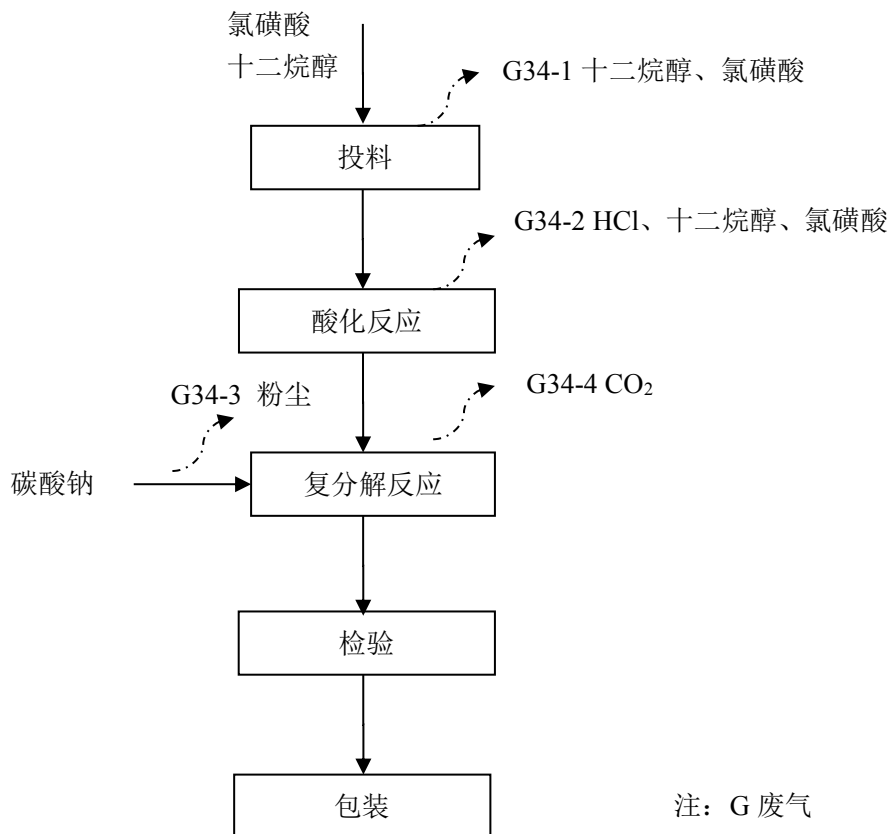 氯磺酸
十二烷醇
G34-1 十二烷醇、氯磺酸
投料
G34-2 HCl、十二烷醇、氯磺酸
酸化反应
G34-3 粉尘
G34-4 CO₂
碳酸钠
复分解反应
检验
包装
注：G 废气